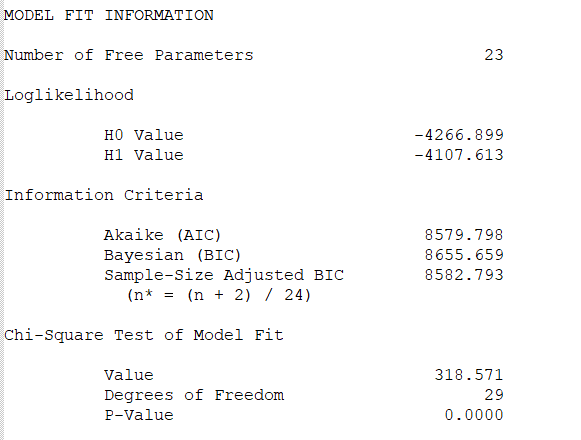 MODEL FIT INFORMATION
Number of Free Parameters 23
Loglikelihood
H0 Value -4266.899
H1 Value -4107.613
Information Criteria
Akaike (AIC) 8579.798
Bayesian (BIC) 8655.659
Sample-Size Adjusted BIC 8582.793
(n* = (n + 2) / 24)
Chi-Square Test of Model Fit
Value 318.571
Degrees of Freedom 29
P-Value 0.0000